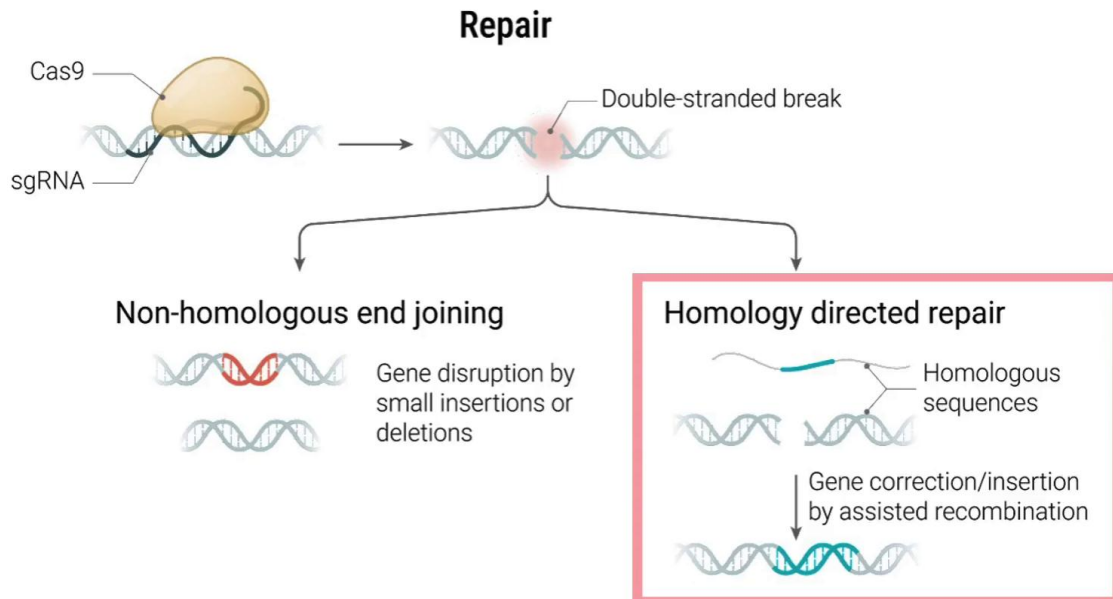 Repair
Cas9
Double-stranded break
sgRNA
Non-homologous end joining
Gene disruption by
small insertions or
deletions
Homology directed repair
Homologous
sequences
Gene correction/insertion
by assisted recombination